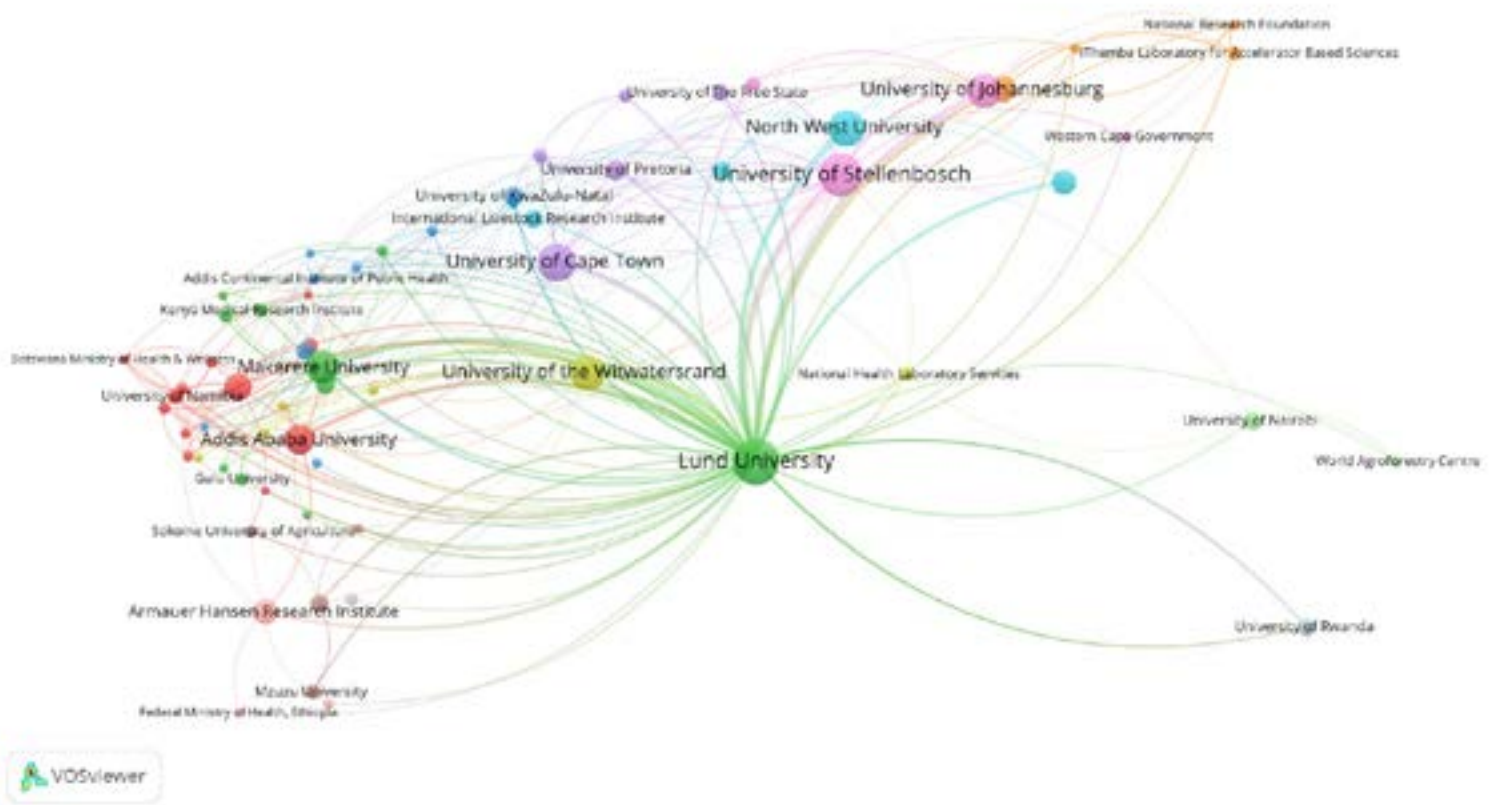 National Research Foundation
iThemba Laboratory for Accelerator Based Sciences
University of Johannesburg
University of the Free State
North West University
Western Cape Government
University of Pretoria
University of Stellenbosch
University of KwaZulu-Natal
International Livestock Research Institute
University of Cape Town
Addis Continental Institute of Public Health
Kenya Medical Research Institute
Botswana Ministry of Health & Wellness
Makerere University
University of the Witwatersrand
National Health Laboratory Services
University of Namibia
University of Nairobi
Addis Ababa University
Lund University
World Agroforestry Centre
Gulu University
Sokoine University of Agriculture
Armauer Hansen Research Institute
University of Rwanda
Mzuzu University
Federal Ministry of Health, Ethiopia
VOSviewer